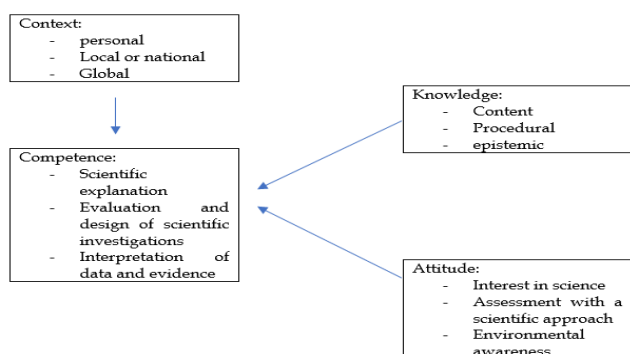 Context:
- personal
- Local or national
- Global
Knowledge:
- Content
- Procedural
- epistemic
Competence:
- Scientific
explanation
- Evaluation and
design of scientific
investigations
- Interpretation of
data and evidence
Attitude:
- Interest in science
- Assessment with a
scientific approach
- Environmental
awareness